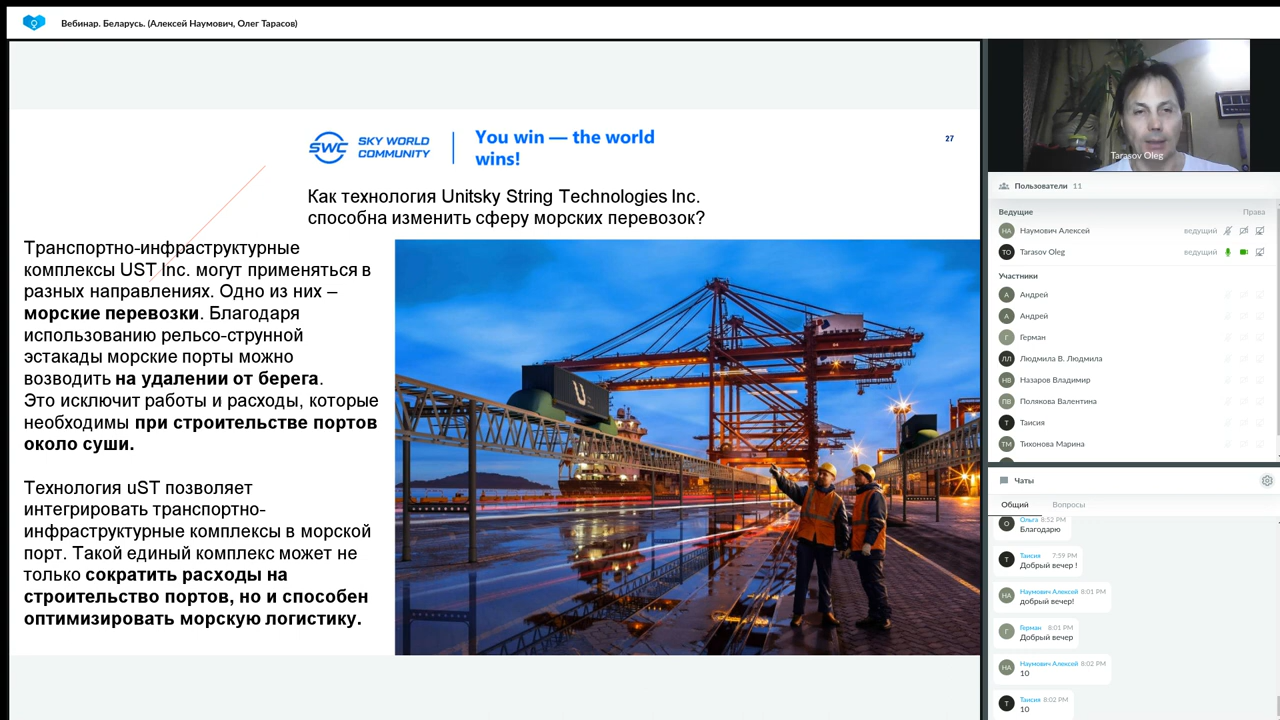 Вебинар. Беларусь. (Алексей Наумович, Олег Тарасов)
SWC
SKY WORLD
COMMUNITY
You win — the world
wins!
27
Как технология Unitsky String Technologies Inc.
способна изменить сферу морских перевозок?
Транспортно-инфраструктурные
комплексы UST Inc. могут применяться в
разных направлениях. Одно из них –
морские перевозки. Благодаря
использованию рельсо-струнной
эстакады морские порты можно
возводить на удалении от берега.
Это исключит работы и расходы, которые
необходимы при строительстве портов
около суши.
Технология uST позволяет
интегрировать транспортно-
инфраструктурные комплексы в морской
порт. Такой единый комплекс может не
только сократить расходы на
строительство портов, но и способен
оптимизировать морскую логистику.
Tarasov Oleg
Пользователи 11
Ведущие Права
НА Наумович Алексей ведущий
TO Tarasov Oleg ведущий
Участники
А Андрей
А Андрей
Г Герман
ЛЛ Людмила В. Людмила
НВ Назаров Владимир
ПВ Полякова Валентина
Т Таисия
ТМ Тихонова Марина
Чаты
Общий Вопросы
О Ольга 8:52 PM
Благодарю
Т Таисия 7:59 PM
Добрый вечер !
НА Наумович Алексей 8:01 PM
добрый вечер!
Г Герман 8:01 PM
Добрый вечер
НА Наумович Алексей 8:02 PM
10
Т Таисия 8:02 PM
10